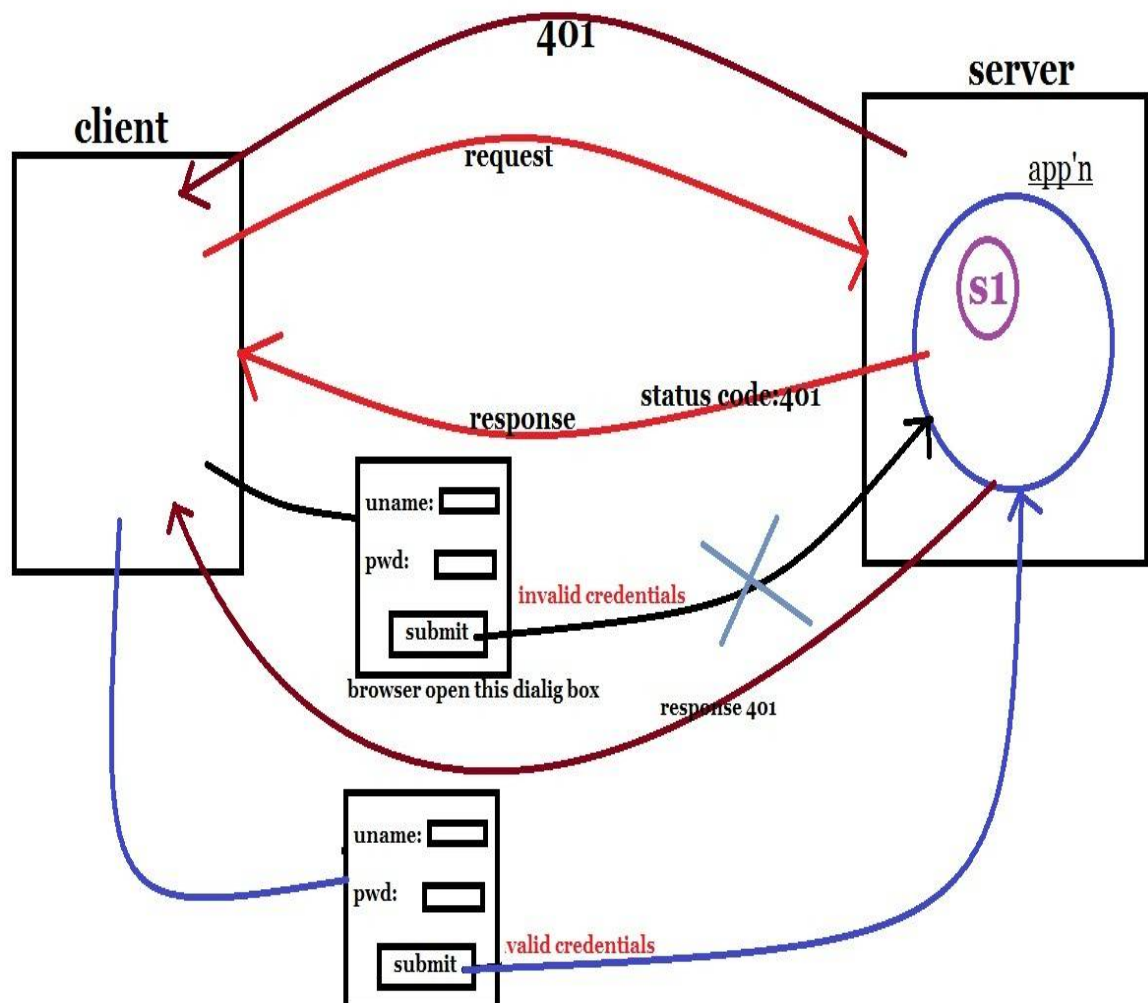 401
server
client
request
app'n
s1
status code:401
response
uname:
pwd:
invalid credentials
submit
browser open this dialig box
response 401
uname:
pwd:
valid credentials
submit